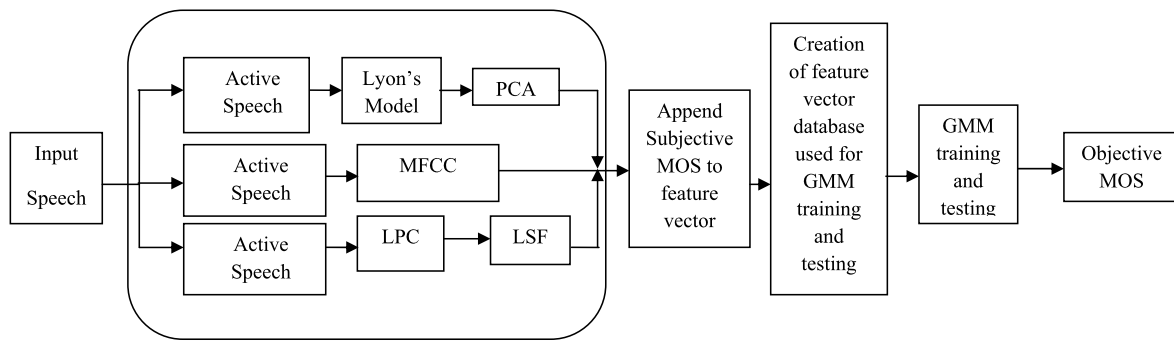 Input
Speech
Active
Speech
Lyon's
Model
PCA
Active
Speech
MFCC
Active
Speech
LPC
LSF
Append
Subjective
MOS to
feature
vector
Creation
of feature
vector
database
used for
GMM
training
and
testing
GMM
training
and
testing
Objective
MOS